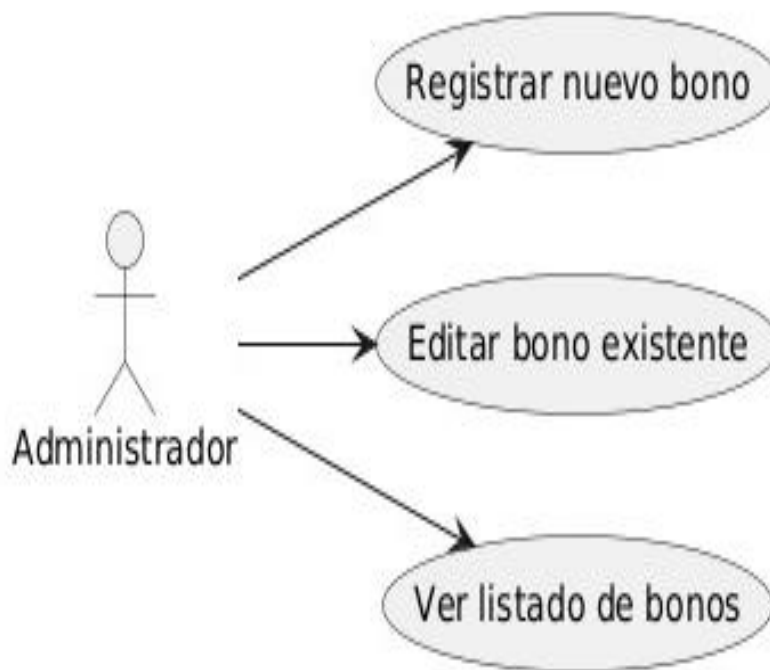 Registrar nuevo bono
Editar bono existente
Administrador
Ver listado de bonos